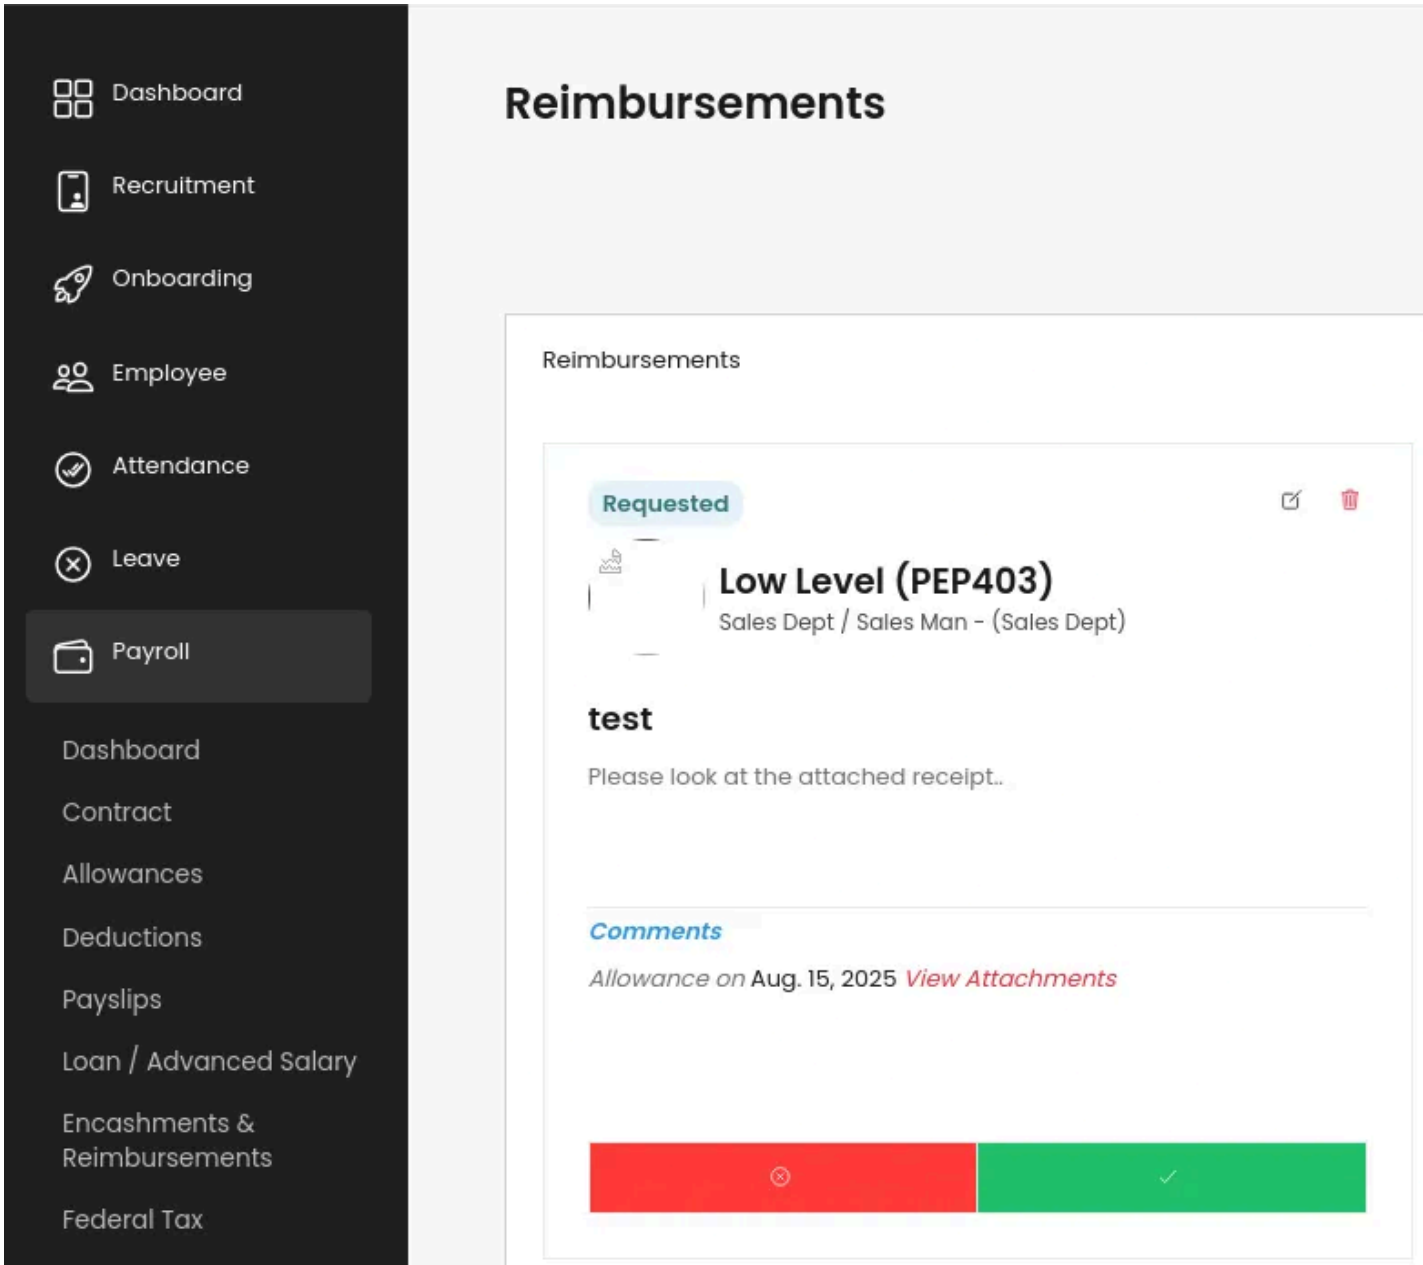 Dashboard
Recruitment
Onboarding
Employee
Attendance
Leave
Payroll
Dashboard
Contract
Allowances
Deductions
Payslips
Loan / Advanced Salary
Encashments &
Reimbursements
Federal Tax
Reimbursements
Reimbursements
Requested
Low Level (PEP403)
Sales Dept / Sales Man - (Sales Dept)
test
Please look at the attached receipt..
Comments
Allowance on Aug. 15, 2025 View Attachments